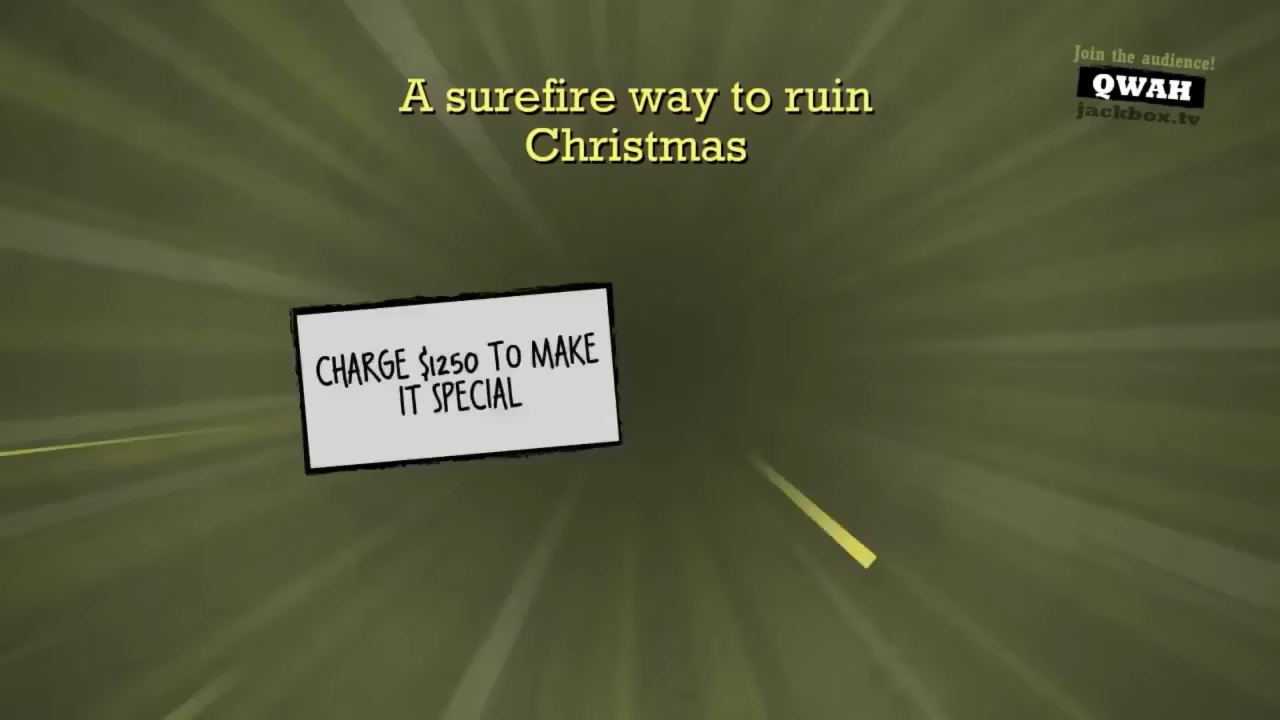 A surefire way to ruin
Christmas
Join the audience!
QWAH
jackbox.tv
CHARGE $1250 TO MAKE
IT SPECIAL